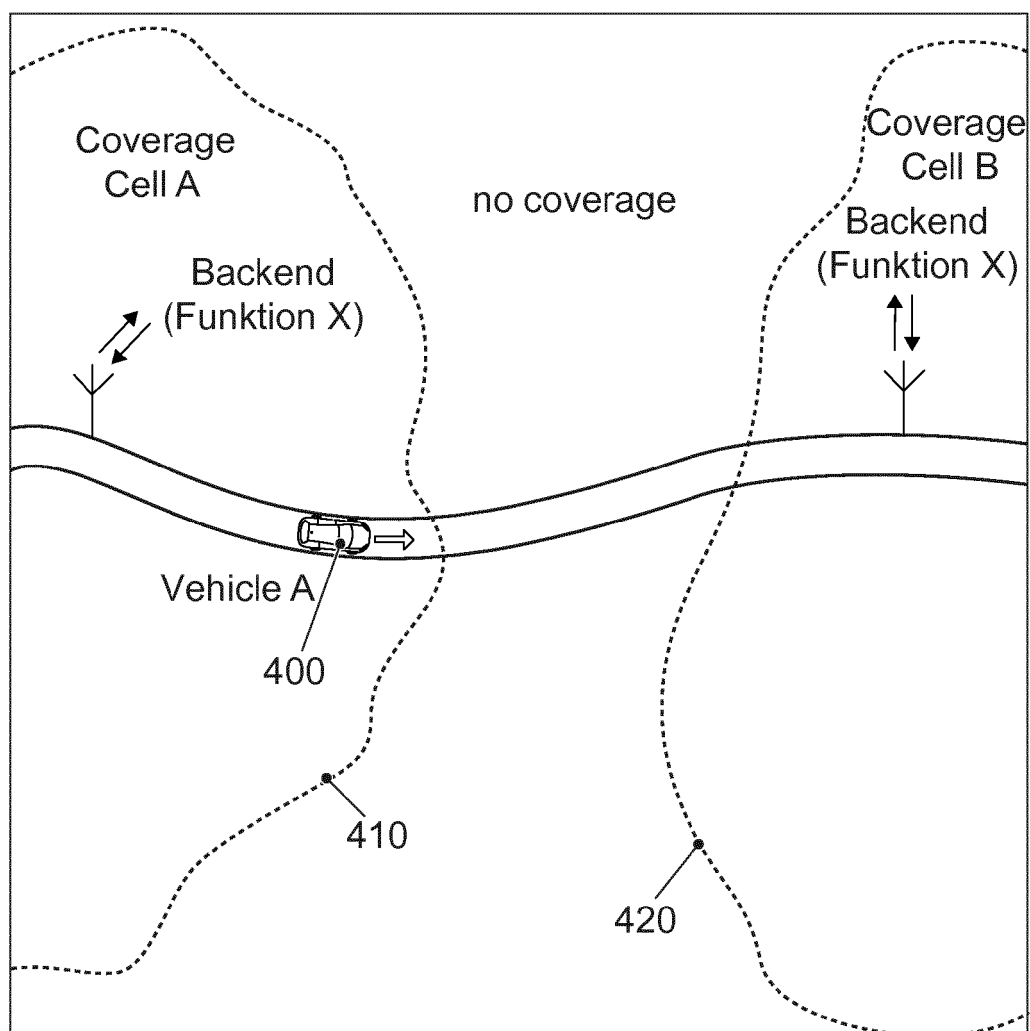 Coverage
Cell A
no coverage
Coverage
Cell B
Backend
(Funktion X)
Backend
(Funktion X)
Vehicle A
400
410
420